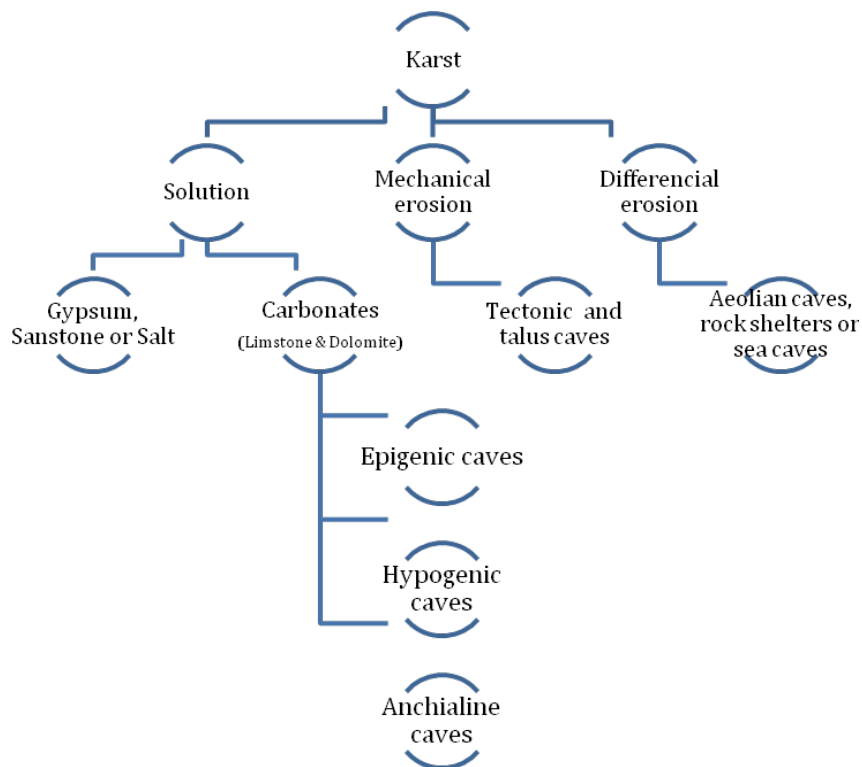 Karst
Solution
Mechanical
erosion
Differencial
erosion
Gypsum,
Sanstone or Salt
Carbonates
(Limstone & Dolomite)
Tectonic and
talus caves
Aeolian caves,
rock shelters or
sea caves
Epigenic caves
Hypogenic
caves
Anchialine
caves